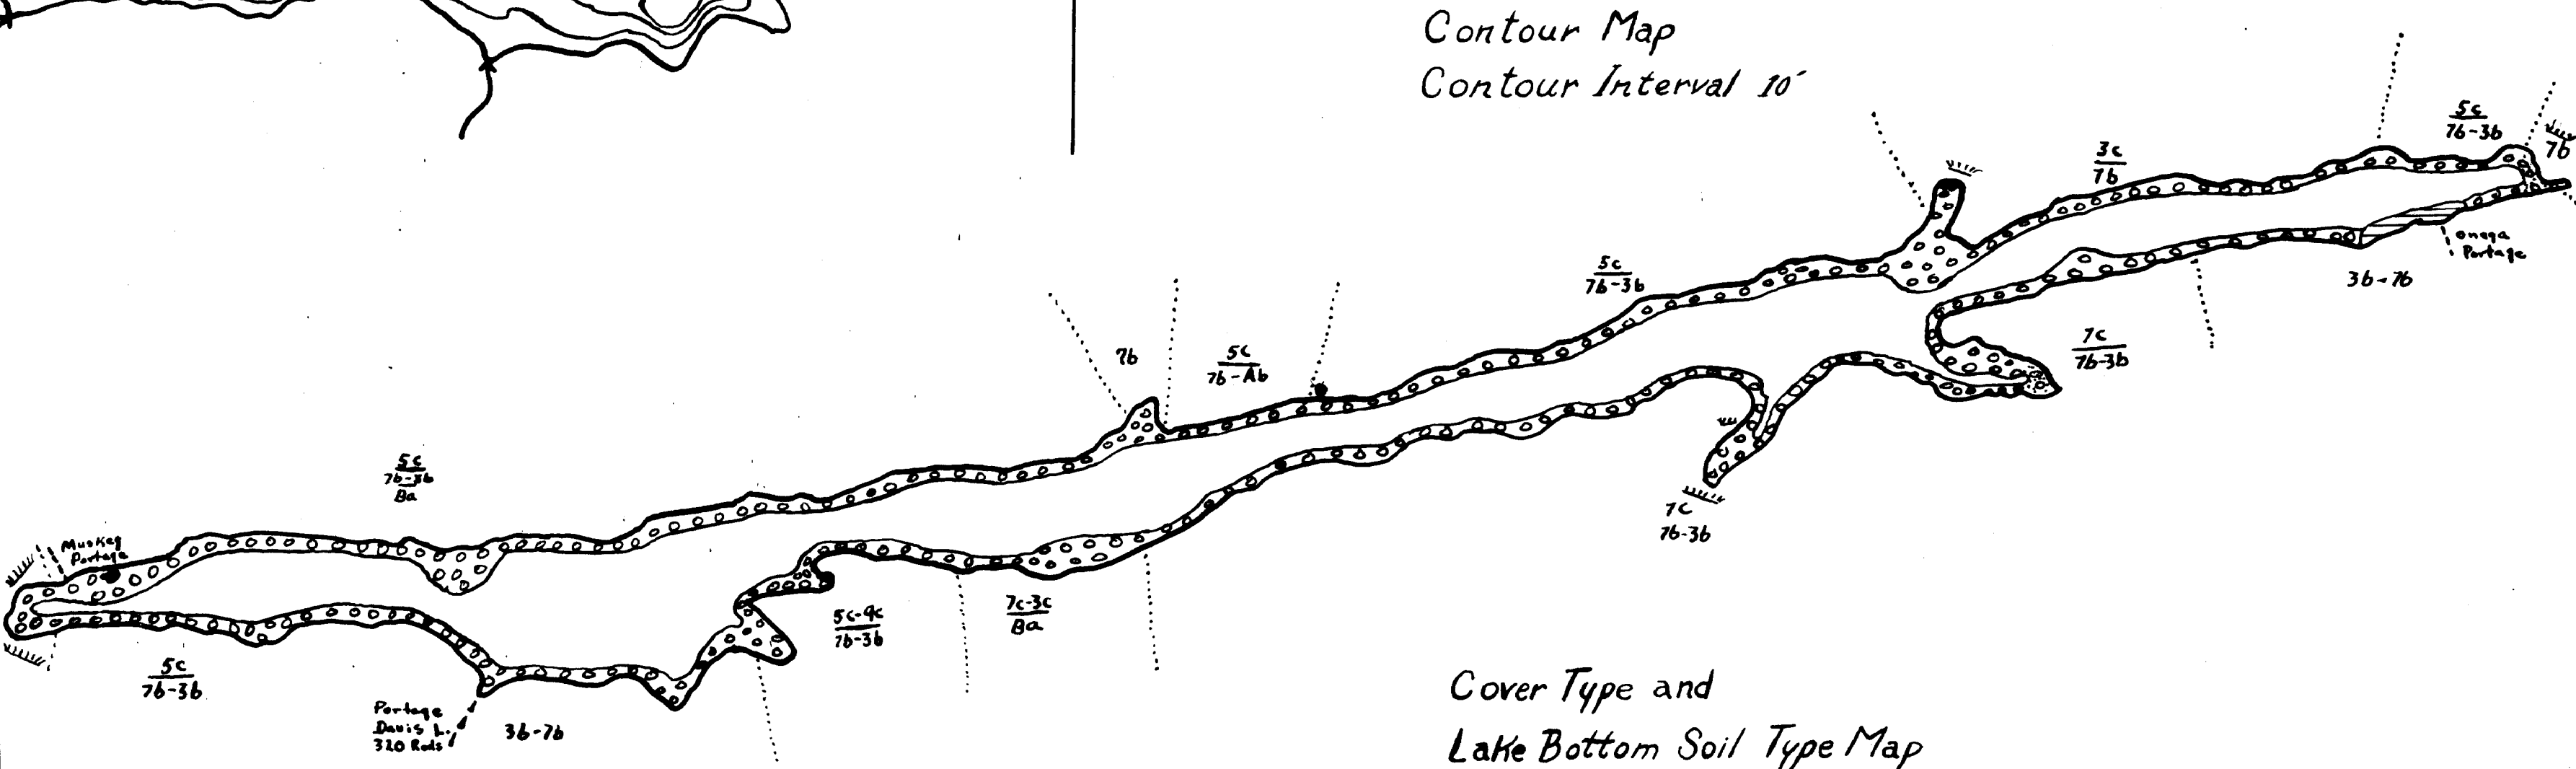 Contour Map
Contour Interval 10'
5c
7b-3b
7b
3c
7b
onega
Portage
3b-7b
5c
7b-3b
7c
7b-3b
7b
5c
7b-Ab
7c
7b-3b
5c
7b-3b
Ba
Muskeg
Portage
5c-9c
7b-3b
7c-3c
Ba
5c
7b-3b
Portage
Davis L.
320 Rods
3b-7b
Cover Type and
Lake Bottom Soil Type Map